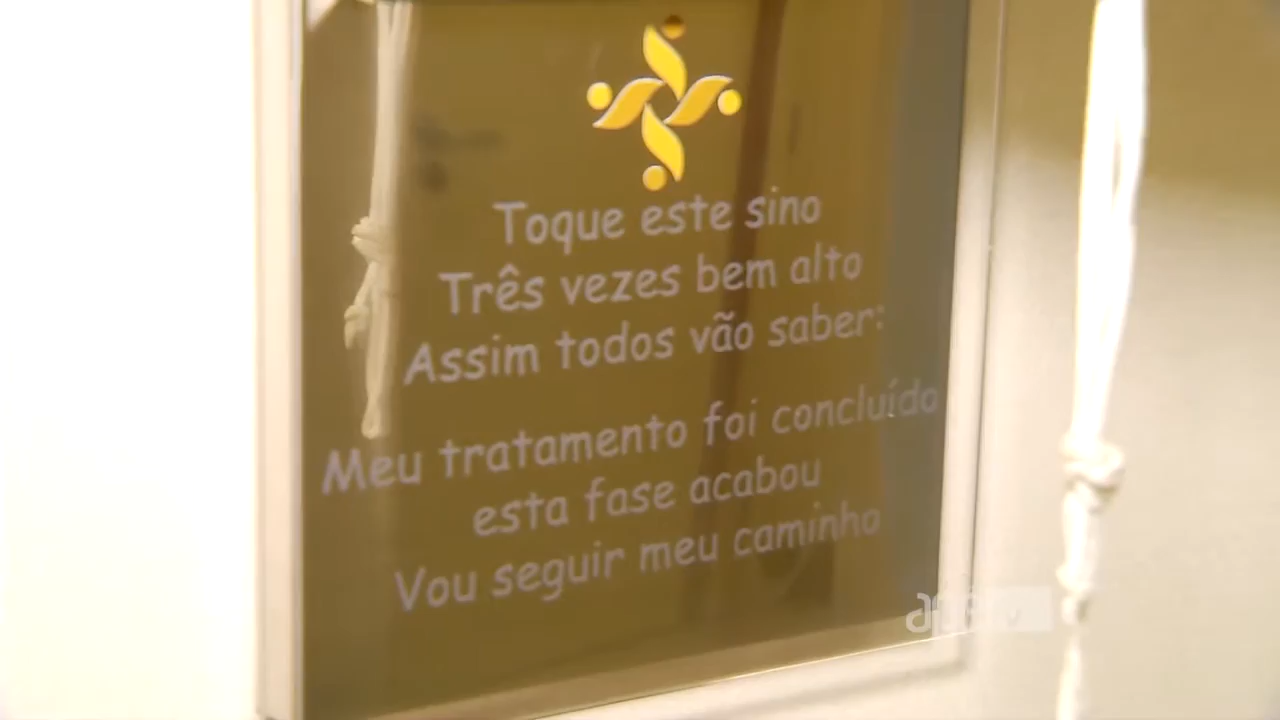 Toque este sino
Três vezes bem alto
Assim todos vão saber:
Meu tratamento foi concluído
esta fase acabou
Vou seguir meu caminho